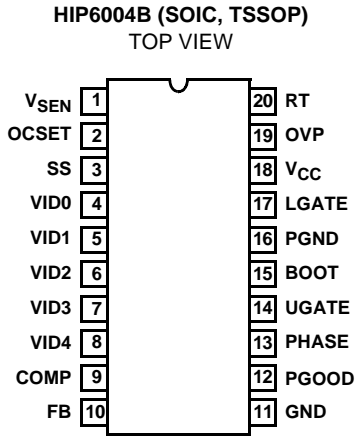 HIP6004B (SOIC, TSSOP)
TOP VIEW
VSEN 1 20 RT
OCSET 2 19 OVP
SS 3 18 VCC
VID0 4 17 LGATE
VID1 5 16 PGND
VID2 6 15 BOOT
VID3 7 14 UGATE
VID4 8 13 PHASE
COMP 9 12 PGOOD
FB 10 11 GND